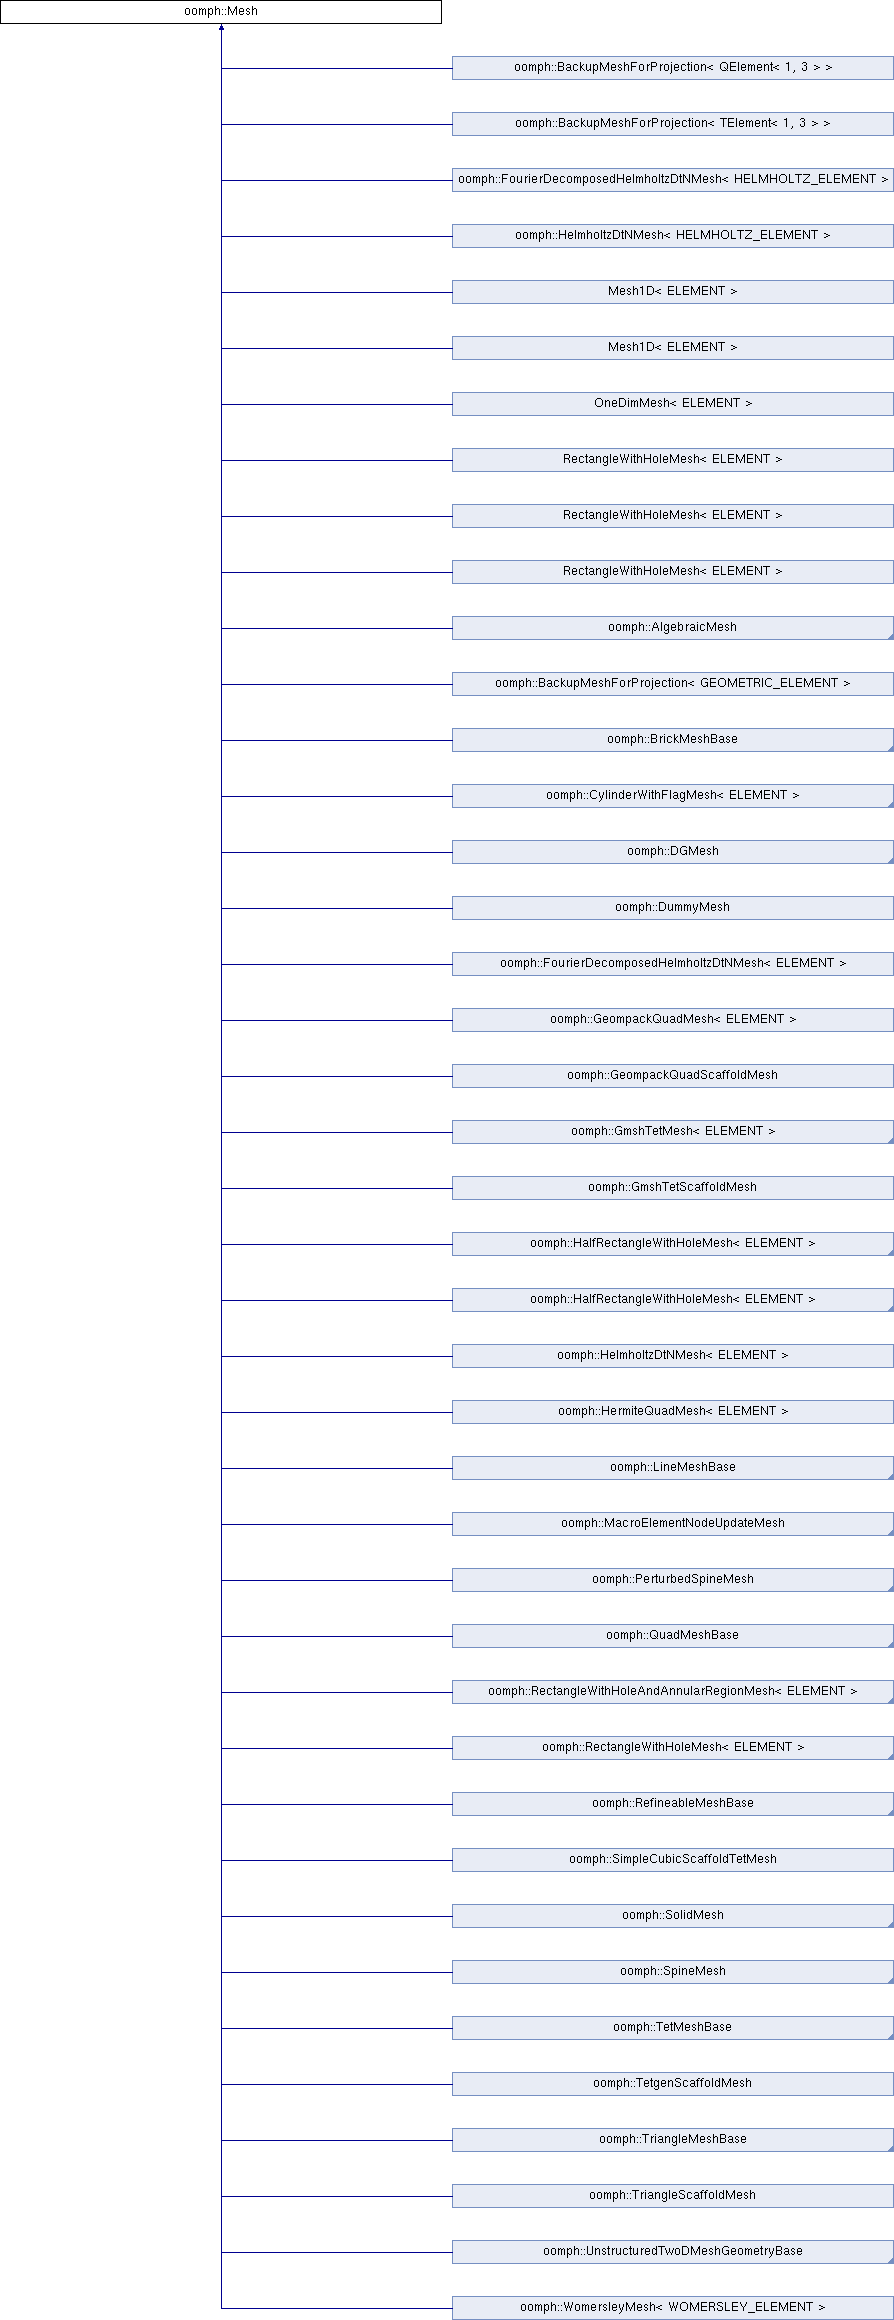 oomph::Mesh
oomph::BackupMeshForProjection< QElement< 1, 3 > >
oomph::BackupMeshForProjection< TElement< 1, 3 > >
oomph::FourierDecomposedHelmholtzDtNMesh< HELMHOLTZ_ELEMENT >
oomph::HelmholtzDtNMesh< HELMHOLTZ_ELEMENT >
Mesh1D< ELEMENT >
Mesh1D< ELEMENT >
OneDimMesh< ELEMENT >
RectangleWithHoleMesh< ELEMENT >
RectangleWithHoleMesh< ELEMENT >
RectangleWithHoleMesh< ELEMENT >
oomph::AlgebraicMesh
oomph::BackupMeshForProjection< GEOMETRIC_ELEMENT >
oomph::BrickMeshBase
oomph::CylinderWithFlagMesh< ELEMENT >
oomph::DGMesh
oomph::DummyMesh
oomph::FourierDecomposedHelmholtzDtNMesh< ELEMENT >
oomph::GeompackQuadMesh< ELEMENT >
oomph::GeompackQuadScaffoldMesh
oomph::GmshTetMesh< ELEMENT >
oomph::GmshTetScaffoldMesh
oomph::HalfRectangleWithHoleMesh< ELEMENT >
oomph::HalfRectangleWithHoleMesh< ELEMENT >
oomph::HelmholtzDtNMesh< ELEMENT >
oomph::HermiteQuadMesh< ELEMENT >
oomph::LineMeshBase
oomph::MacroElementNodeUpdateMesh
oomph::PerturbedSpineMesh
oomph::QuadMeshBase
oomph::RectangleWithHoleAndAnnularRegionMesh< ELEMENT >
oomph::RectangleWithHoleMesh< ELEMENT >
oomph::RefineableMeshBase
oomph::SimpleCubicScaffoldTetMesh
oomph::SolidMesh
oomph::SpineMesh
oomph::TetMeshBase
oomph::TetgenScaffoldMesh
oomph::TriangleMeshBase
oomph::TriangleScaffoldMesh
oomph::UnstructuredTwoDMeshGeometryBase
oomph::WomersleyMesh< WOMERSLEY_ELEMENT >